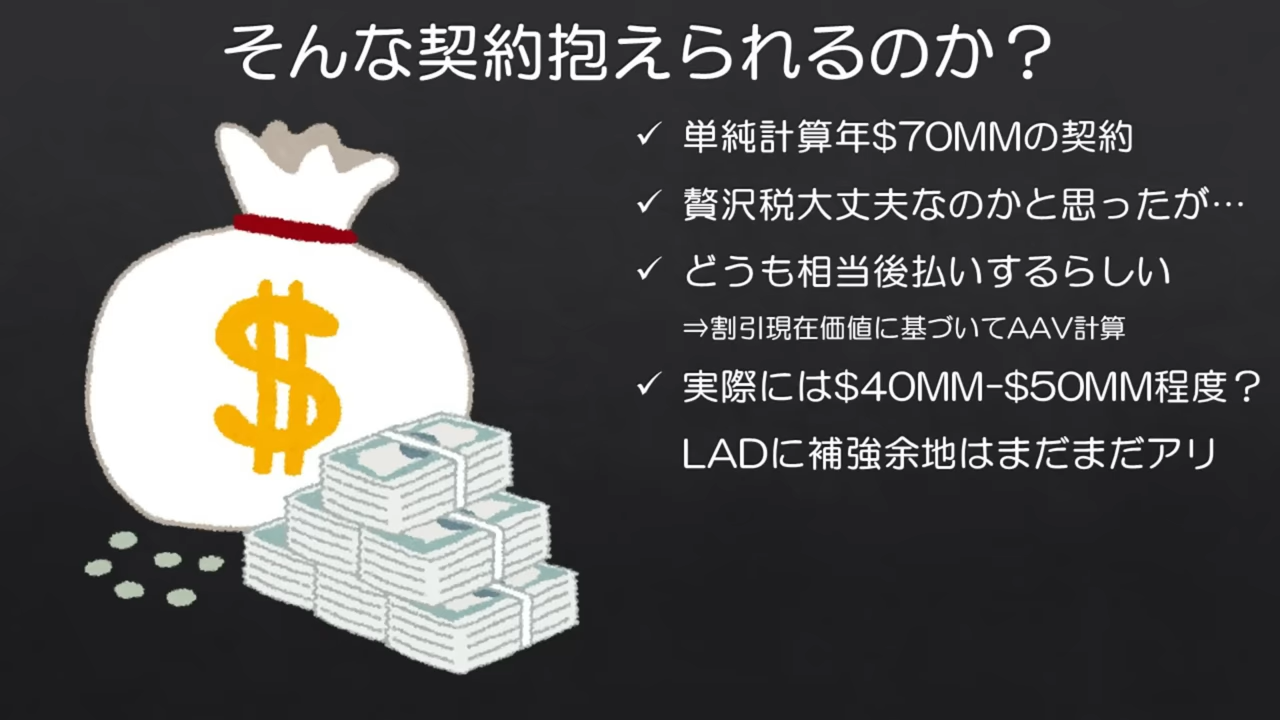 そんな契約抱えられるのか？
✓ 単純計算年$70MMの契約
✓ 贅沢税大丈夫なのかと思ったが…
✓ どうも相当後払いするらしい
⇒割引現在価値に基づいてAAV計算
✓ 実際には$40MM-$50MM程度？
LADに補強余地はまだまだアリ
$